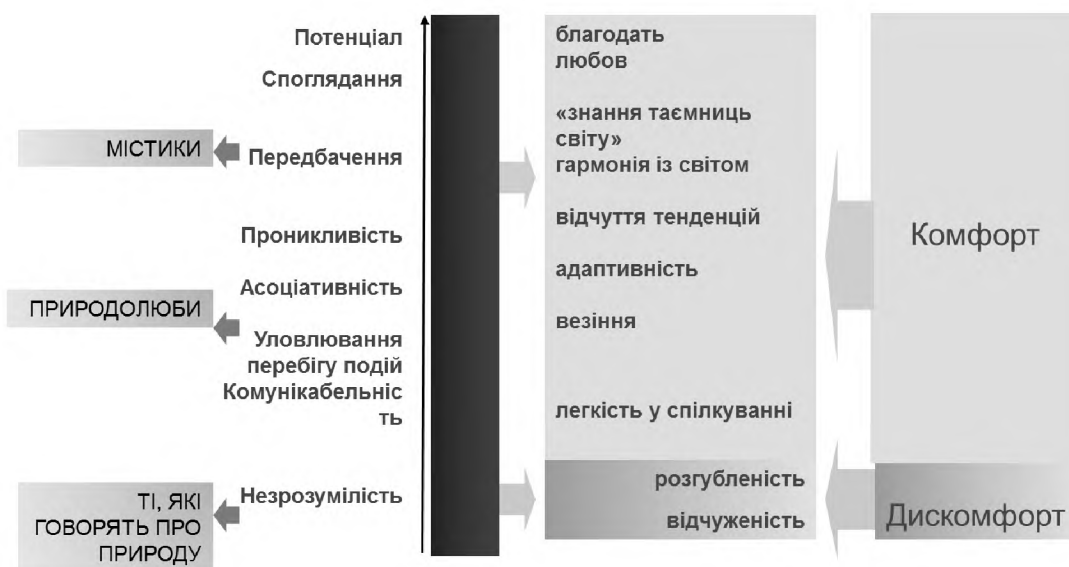 Потенціал
Споглядання
МІСТИКИ
Передбачення
Проникливість
Асоціативність
ПРИРОДОЛЮБИ
Уловлювання
перебігу подій
Комунікабельніс
ть
Незрозумілість
ТІ, ЯКІ
ГОВОРЯТЬ ПРО
ПРИРОДУ
благодать
любов
«знання таємниць
світу»
гармонія із світом
відчуття тенденцій
адаптивність
везіння
легкість у спілкуванні
розгубленість
відчуженість
Комфорт
Дискомфорт